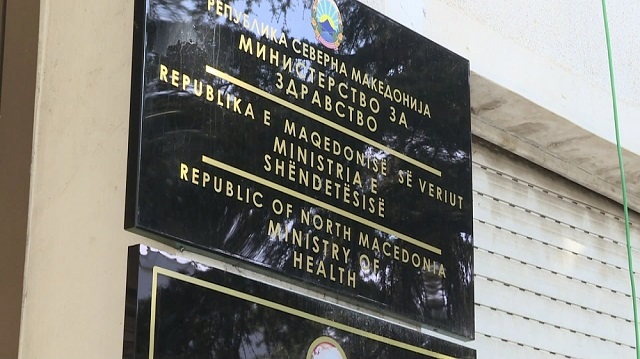 РЕПУБЛИКА СЕВЕРНА МАКЕДОНИЈА
МИНИСТЕРСТВО ЗА
ЗДРАВСТВО
REPUBLIKA E MAQEDONISË SË VERIUT
MINISTRIA E
SHËNDETËSISË
REPUBLIC OF NORTH MACEDONIA
MINISTRY OF
HEALTH